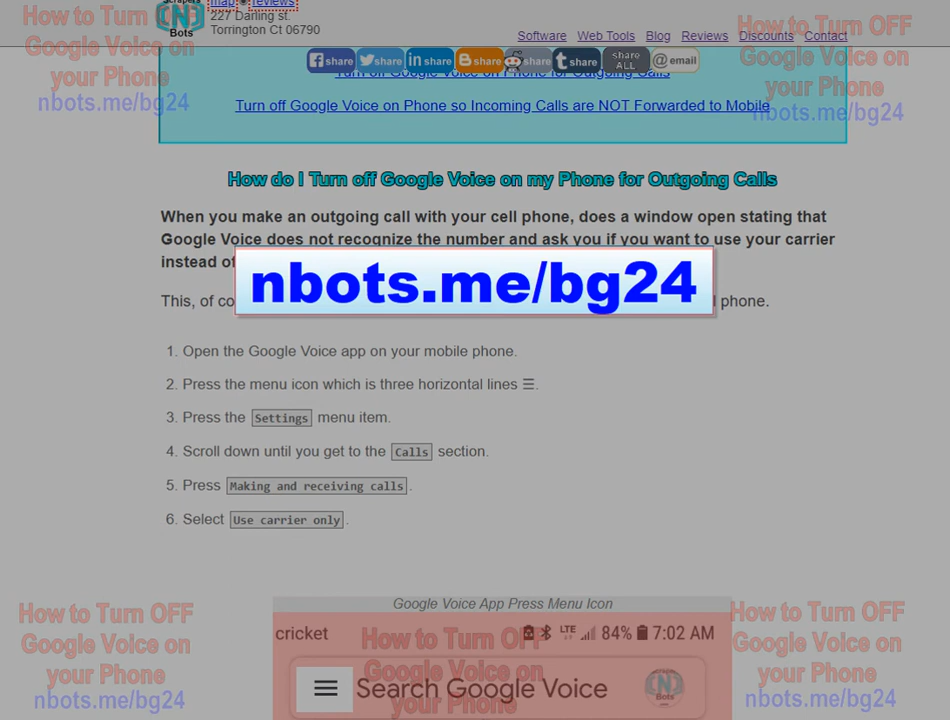 Scrapers map reviews
Bots
227 Darling st.
Torrington Ct 06790
Software Web Tools Blog Reviews Discounts Contact
How to Turn OFF
Google Voice on
your Phone
nbots.me/bg24
How to Turn OFF
Google Voice on
your Phone
nbots.me/bg24
share share share share share share share ALL @ email
Turn off Google Voice on Phone for Outgoing Calls
Turn off Google Voice on Phone so Incoming Calls are NOT Forwarded to Mobile
How do I Turn off Google Voice on my Phone for Outgoing Calls
When you make an outgoing call with your cell phone, does a window open stating that
Google Voice does not recognize the number and ask you if you want to use your carrier
instead of
nbots.me/bg24
This, of phone.
1. Open the Google Voice app on your mobile phone.
2. Press the menu icon which is three horizontal lines ☰.
3. Press the Settings menu item.
4. Scroll down until you get to the Calls section.
5. Press Making and receiving calls.
6. Select Use carrier only.
Google Voice App Press Menu Icon
cricket LTE 84% 7:02 AM
How to Turn OFF
Google Voice on
your Phone
☰ Search Google Voice
N
Bots
How to Turn OFF
Google Voice on
your Phone
nbots.me/bg24
How to Turn OFF
Google Voice on
your Phone
nbots.me/bg24